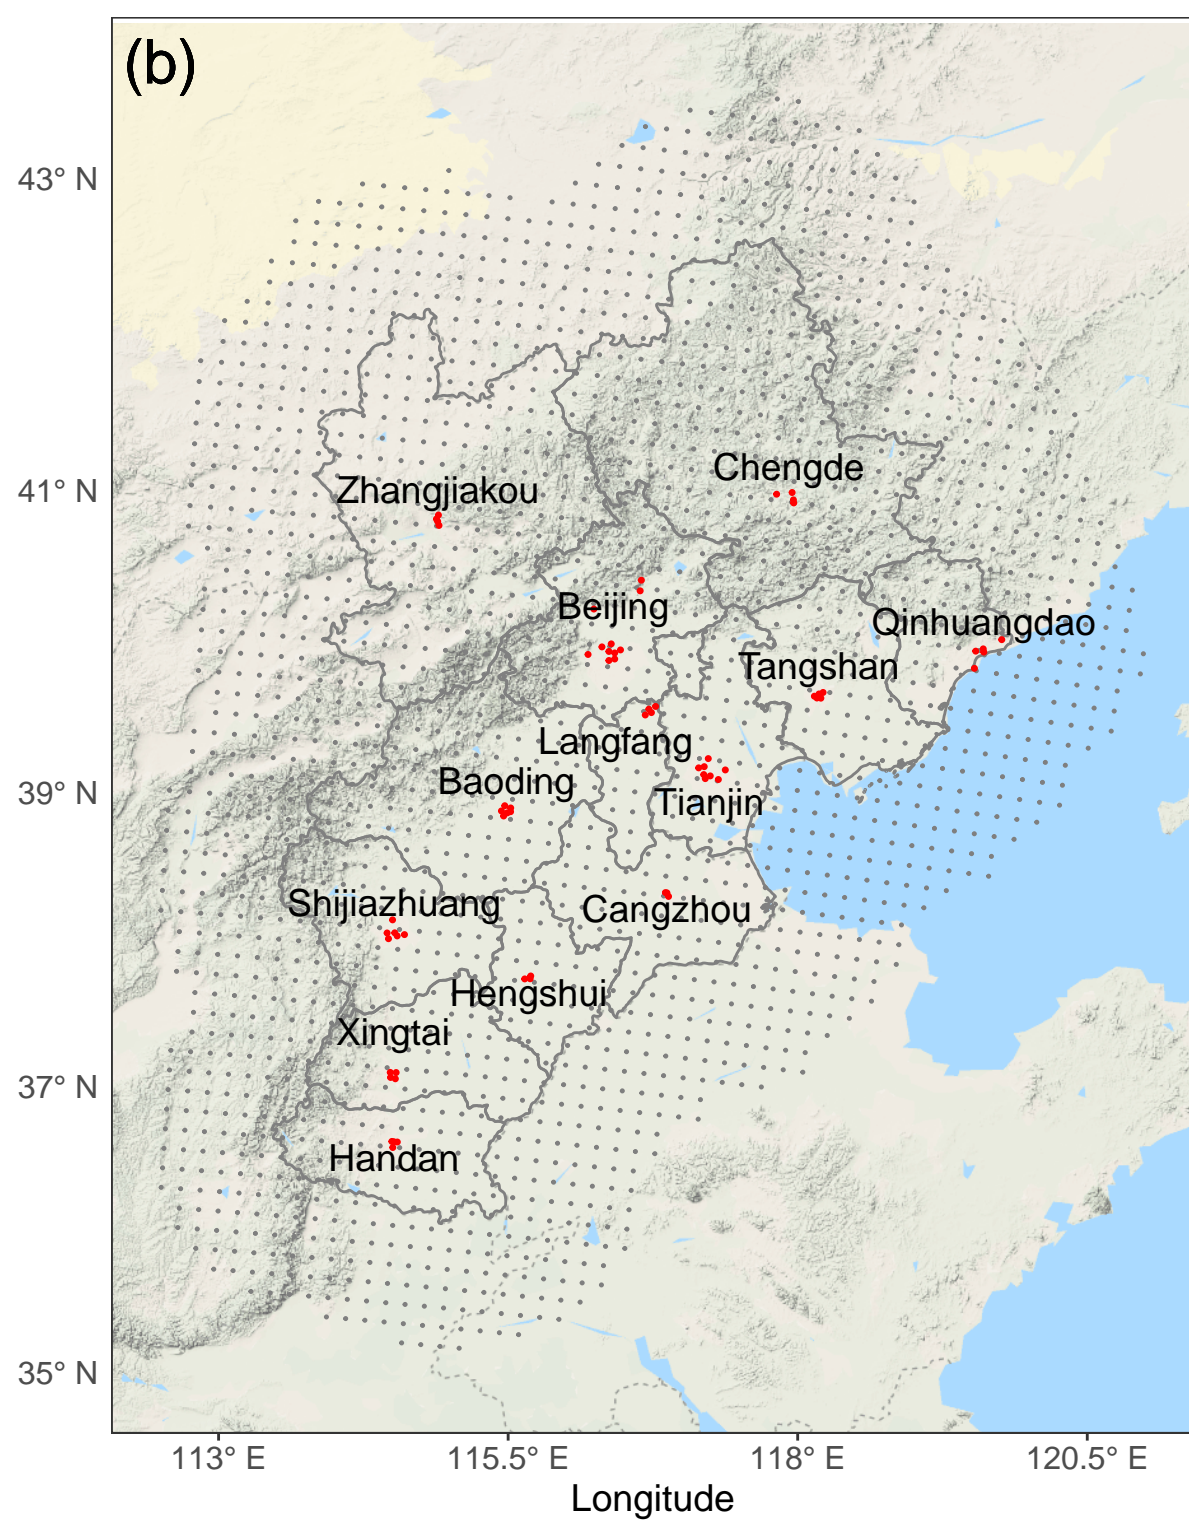 (b)
43° N
Chengde
41° N
Zhangjiakou
Beijing
Qinhuangdao
Tangshan
Langfang
Baoding
39° N
Tianjin
Shijiazhuang
Cangzhou
Hengshui
Xingtai
37° N
Handan
35° N
113° E
115.5° E
118° E
120.5° E
Longitude